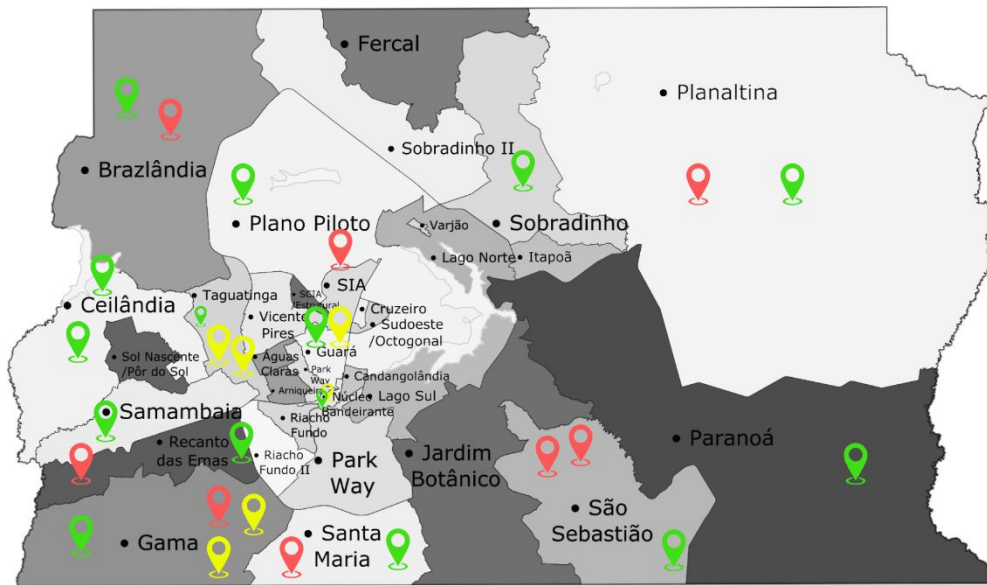 Fercal
Planaltina
Sobradinho II
Brazlândia
Plano Piloto
Sobradinho
Varjão
Lago Norte
Itapoã
SIA
SCIA
/Estrutural
Taguatinga
Ceilândia
Cruzeiro
Vicente
Pires
Sudoeste
/Octogonal
Guará
Sol Nascente
/Pôr do Sol
Águas
Claras
Park
Way
Candangolândia
Núcleo
Bandeirante
Lago Sul
Samambaia
Riacho
Fundo
Recanto
das Emas
Riacho
Fundo II
Park
Way
Jardim
Botânico
Paranoá
São
Sebastião
Santa
Maria
Gama